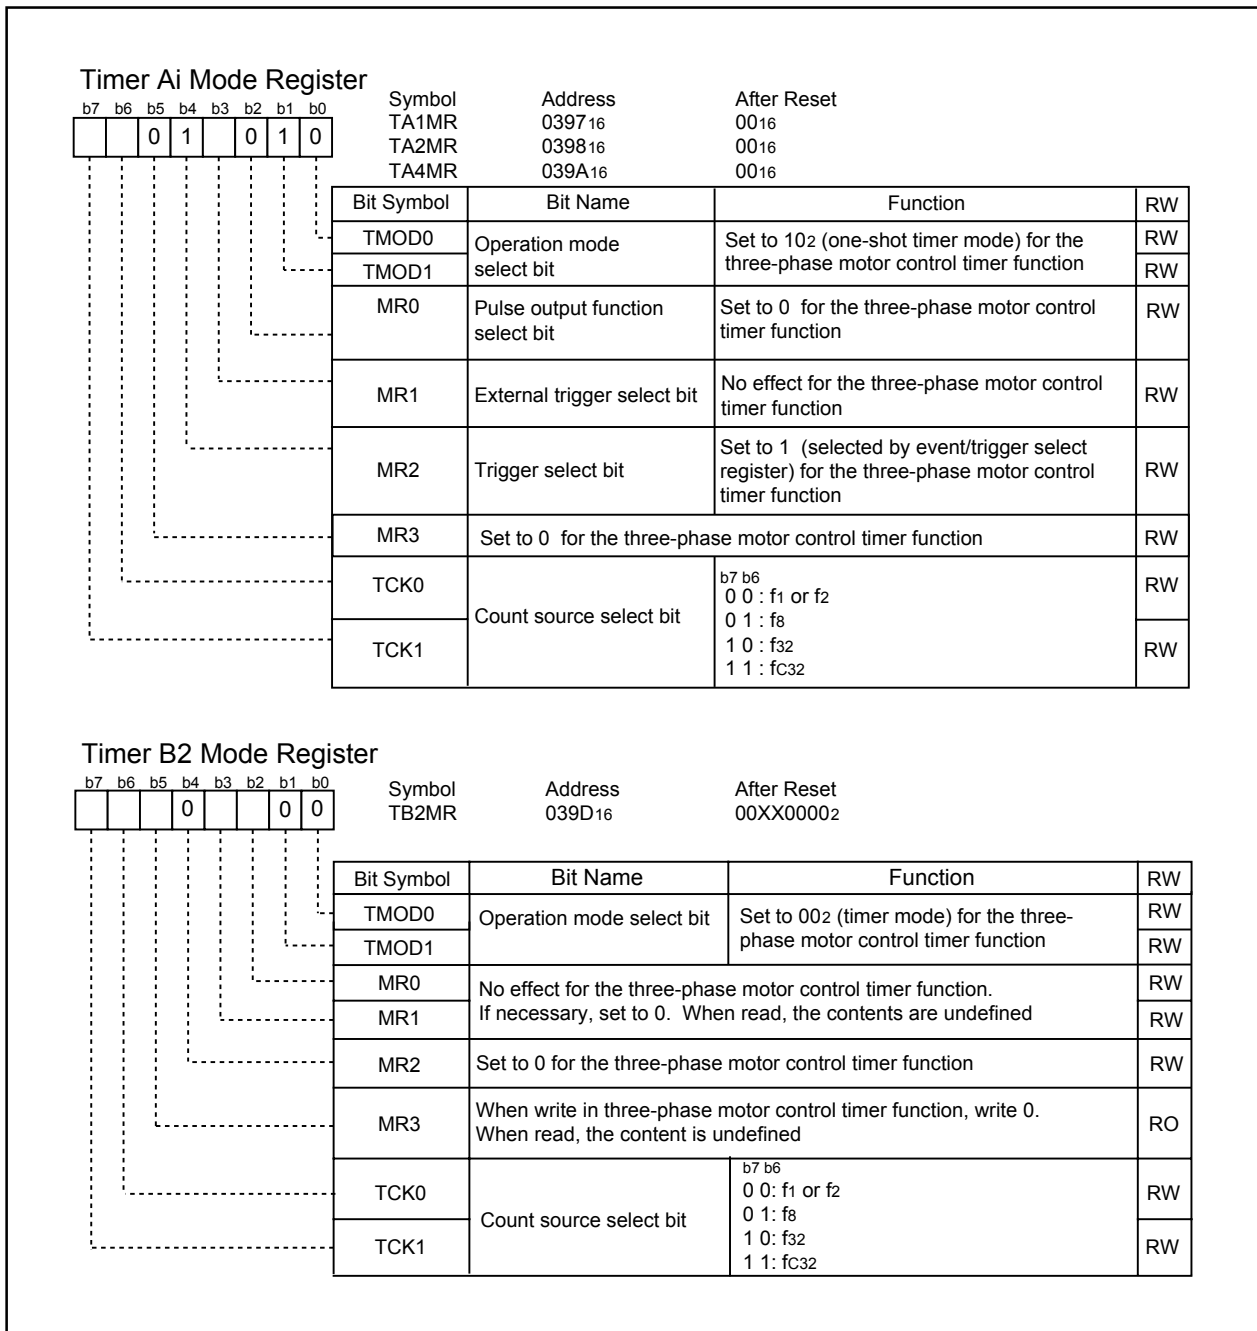 Timer Ai Mode Register
b7 b6 b5 b4 b3 b2 b1 b0
0 1 0 1 0
Symbol Address After Reset
TA1MR 039716 0016
TA2MR 039816 0016
TA4MR 039A16 0016
Bit Symbol Bit Name Function RW
TMOD0 Operation mode Set to 102 (one-shot timer mode) for the RW
TMOD1 select bit three-phase motor control timer function RW
MR0 Pulse output function Set to 0 for the three-phase motor control RW
select bit timer function
MR1 External trigger select bit No effect for the three-phase motor control RW
timer function
Set to 1 (selected by event/trigger select
MR2 Trigger select bit register) for the three-phase motor control RW
timer function
MR3 Set to 0 for the three-phase motor control timer function RW
b7 b6
TCK0 0 0 : f1 or f2 RW
Count source select bit 0 1 : f8
TCK1 1 0 : f32 RW
1 1 : fC32
Timer B2 Mode Register
b7 b6 b5 b4 b3 b2 b1 b0
0 0 0
Symbol Address After Reset
TB2MR 039D16 00XX00002
Bit Symbol Bit Name Function RW
TMOD0 Operation mode select bit Set to 002 (timer mode) for the three- RW
TMOD1 phase motor control timer function RW
MR0 No effect for the three-phase motor control timer function. RW
MR1 If necessary, set to 0. When read, the contents are undefined RW
MR2 Set to 0 for the three-phase motor control timer function RW
When write in three-phase motor control timer function, write 0.
MR3 When read, the content is undefined RO
b7 b6
TCK0 0 0: f1 or f2 RW
Count source select bit 0 1: f8
TCK1 1 0: f32 RW
1 1: fC32